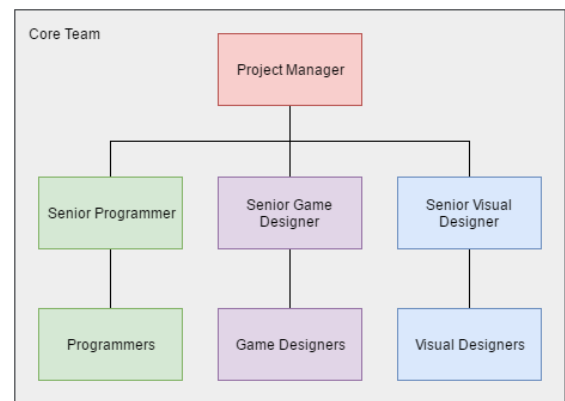 Core Team
Project Manager
Senior Programmer
Senior Game
Designer
Senior Visual
Designer
Programmers
Game Designers
Visual Designers